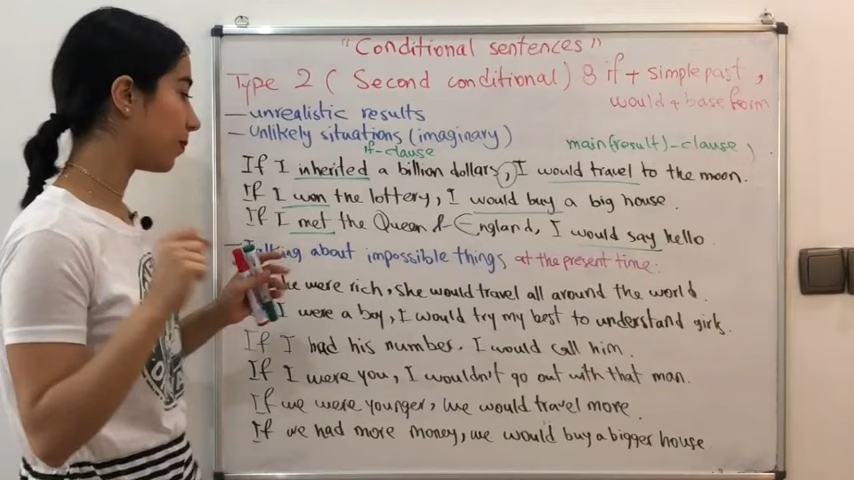 "Conditional sentences"
Type 2 ( Second conditional) : if + simple past,
would + base form
- unrealistic results
- Unlikely situations (imaginary)
if-clause main(result)-clause
If I inherited a billion dollars, I would travel to the moon.
If I won the lottery, I would buy a big house.
If I met the Queen of England, I would say hello.
- Talking about impossible things at the present time:
she were rich, she would travel all around the world.
I were a boy, I would try my best to understand girls.
If I had his number, I would call him.
If I were you, I wouldn't go out with that man.
If we were younger, we would travel more.
If we had more money, we would buy a bigger house